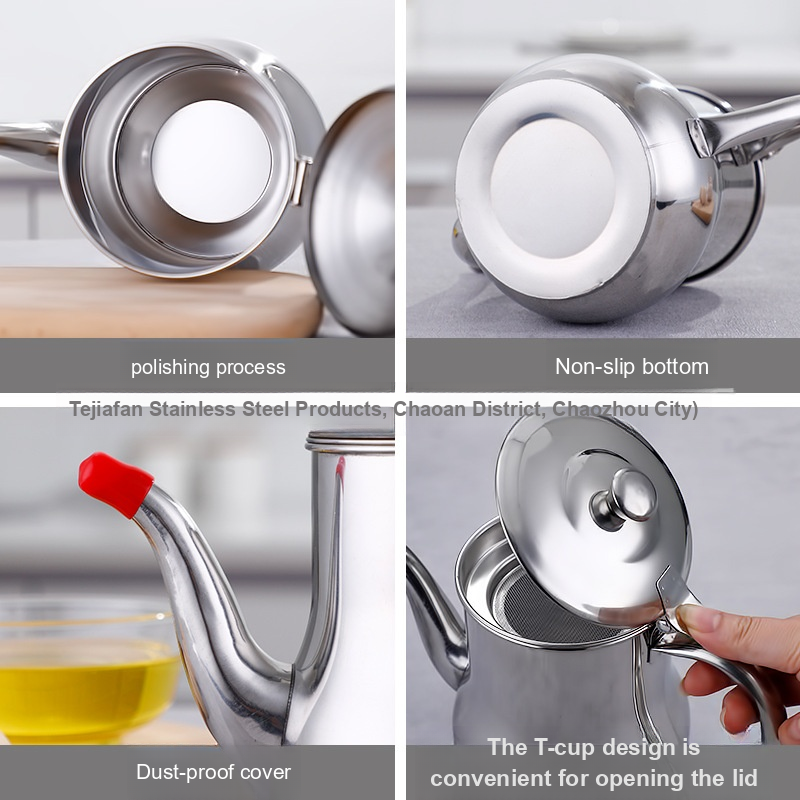 polishing process
Non-slip bottom
Tejiafan Stainless Steel Products, Chaoan District, Chaozhou City)
Dust-proof cover
The T-cup design is
convenient for opening the lid